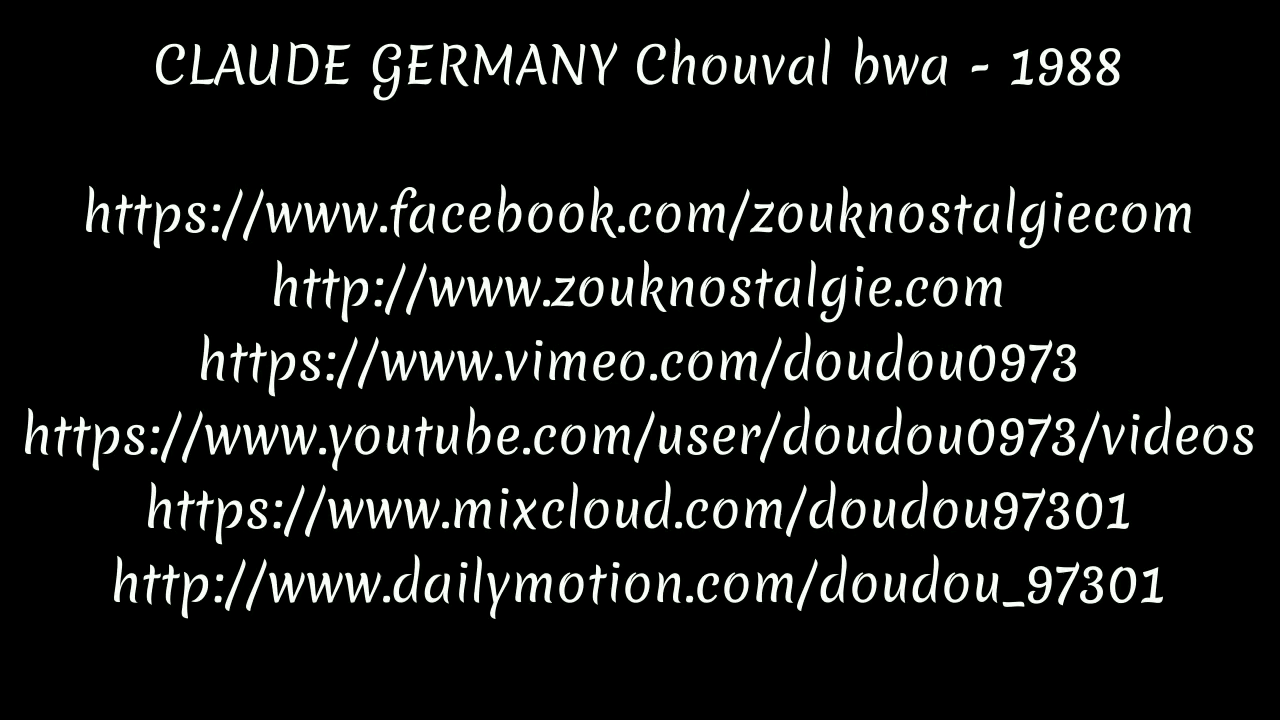 CLAUDE GERMANY Chouval bwa - 1988
https://www.facebook.com/zouknostalgiecom
http://www.zouknostalgie.com
https://www.vimeo.com/doudou0973
https://www.youtube.com/user/doudou0973/videos
https://www.mixcloud.com/doudou97301
http://www.dailymotion.com/doudou_97301